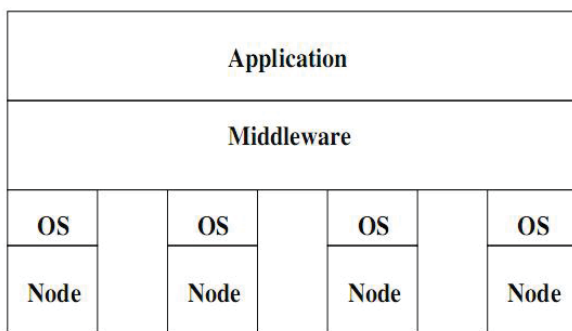 Application
Middleware
OS OS OS OS
Node Node Node Node